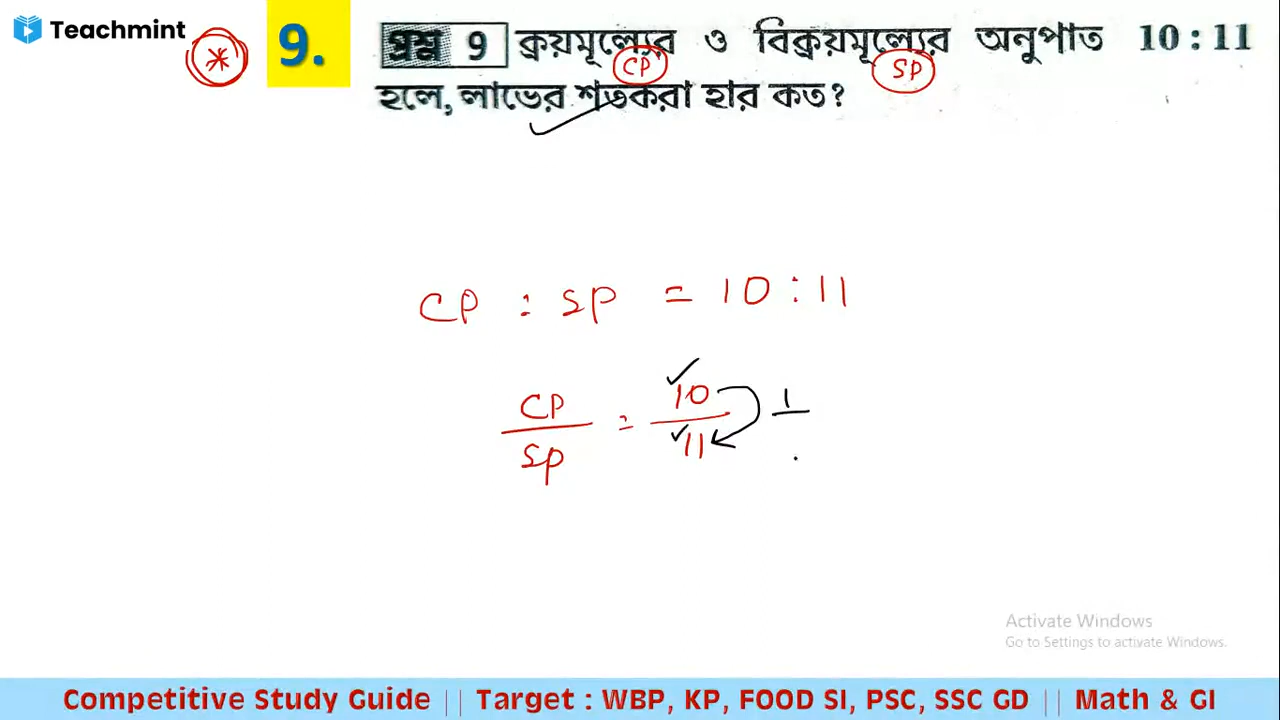 Teachmint
9.
প্রশ্ন 9 ক্রয়মূল্যের ও বিক্রয়মূল্যের অনুপাত 10 : 11
CP SP
হলে, লাভের শতকরা হার কত?
CP : SP = 10 : 11
CP/SP = 10/11 1
Activate Windows
Go to Settings to activate Windows.
Competitive Study Guide || Target : WBP, KP, FOOD SI, PSC, SSC GD || Math & GI